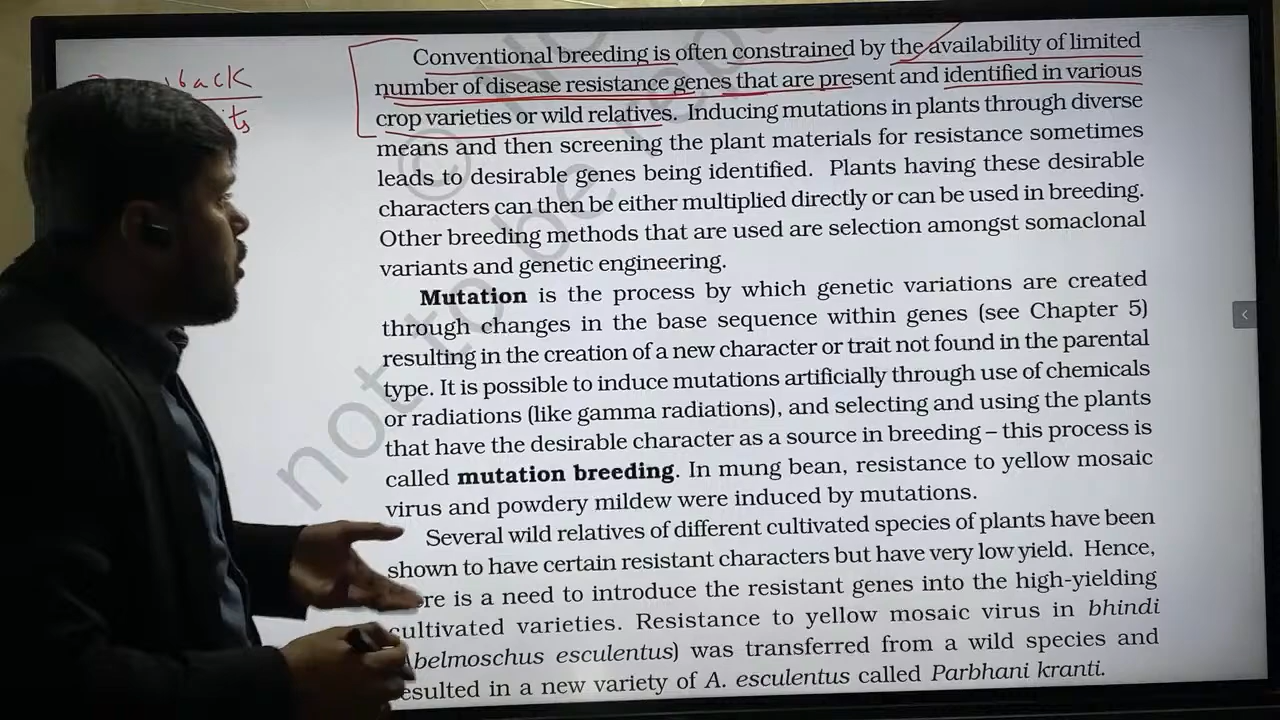 Conventional breeding is often constrained by the availability of limited
number of disease resistance genes that are present and identified in various
crop varieties or wild relatives. Inducing mutations in plants through diverse
means and then screening the plant materials for resistance sometimes
leads to desirable genes being identified. Plants having these desirable
characters can then be either multiplied directly or can be used in breeding.
Other breeding methods that are used are selection amongst somaclonal
variants and genetic engineering.
Mutation is the process by which genetic variations are created
through changes in the base sequence within genes (see Chapter 5)
resulting in the creation of a new character or trait not found in the parental
type. It is possible to induce mutations artificially through use of chemicals
or radiations (like gamma radiations), and selecting and using the plants
that have the desirable character as a source in breeding – this process is
called mutation breeding. In mung bean, resistance to yellow mosaic
virus and powdery mildew were induced by mutations.
Several wild relatives of different cultivated species of plants have been
shown to have certain resistant characters but have very low yield. Hence,
is a need to introduce the resistant genes into the high-yielding
cultivated varieties. Resistance to yellow mosaic virus in bhindi
Abelmoschus esculentus) was transferred from a wild species and
resulted in a new variety of A. esculentus called Parbhani kranti.
©
not to be